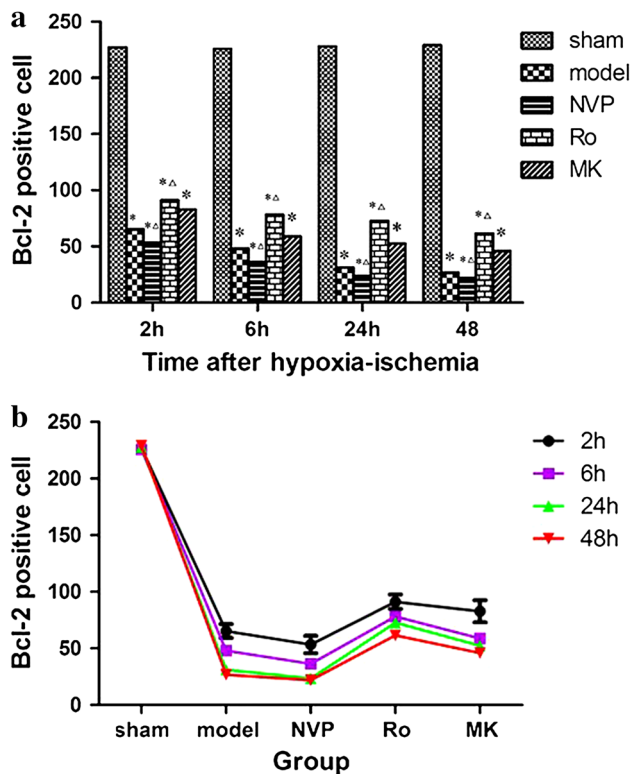 a
250
200
150
100
50
0
Bcl-2 positive cell
sham
model
NVP
Ro
MK
* *△ *△ *
* *△ *△ *
* *△ *△ *
* *△ *△ *
2h 6h 24h 48
Time after hypoxia-ischemia
b
250
200
150
100
50
0
Bcl-2 positive cell
2h
6h
24h
48h
sham model NVP Ro MK
Group